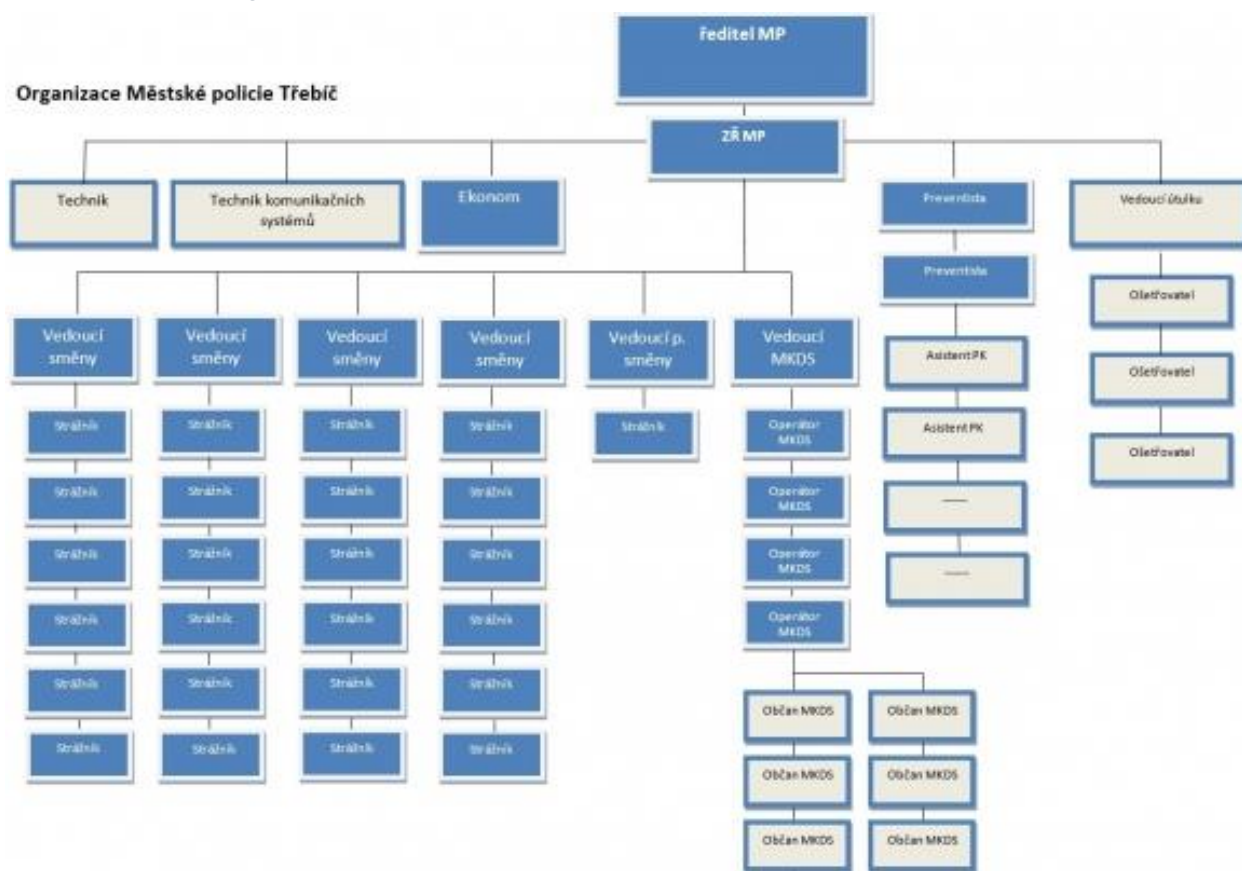 ředitel MP
Organizace Městské policie Třebíč
ZŘ MP
Technik
Technik komunikačních
systémů
Ekonom
Preventista
Vedoucí útulku
Preventista
Ošetřovatel
Vedoucí
směny
Vedoucí
směny
Vedoucí
směny
Vedoucí
směny
Vedoucí p.
směny
Vedoucí
MKDS
Asistent PK
Ošetřovatel
Strážník
Strážník
Strážník
Strážník
Strážník
Operátor
MKDS
Asistent PK
Ošetřovatel
Strážník
Strážník
Strážník
Strážník
Operátor
MKDS
-----
Strážník
Strážník
Strážník
Strážník
Operátor
MKDS
-----
Strážník
Strážník
Strážník
Strážník
Operátor
MKDS
Strážník
Strážník
Strážník
Strážník
Občan MKDS
Občan MKDS
Strážník
Strážník
Strážník
Strážník
Občan MKDS
Občan MKDS
Občan MKDS
Občan MKDS